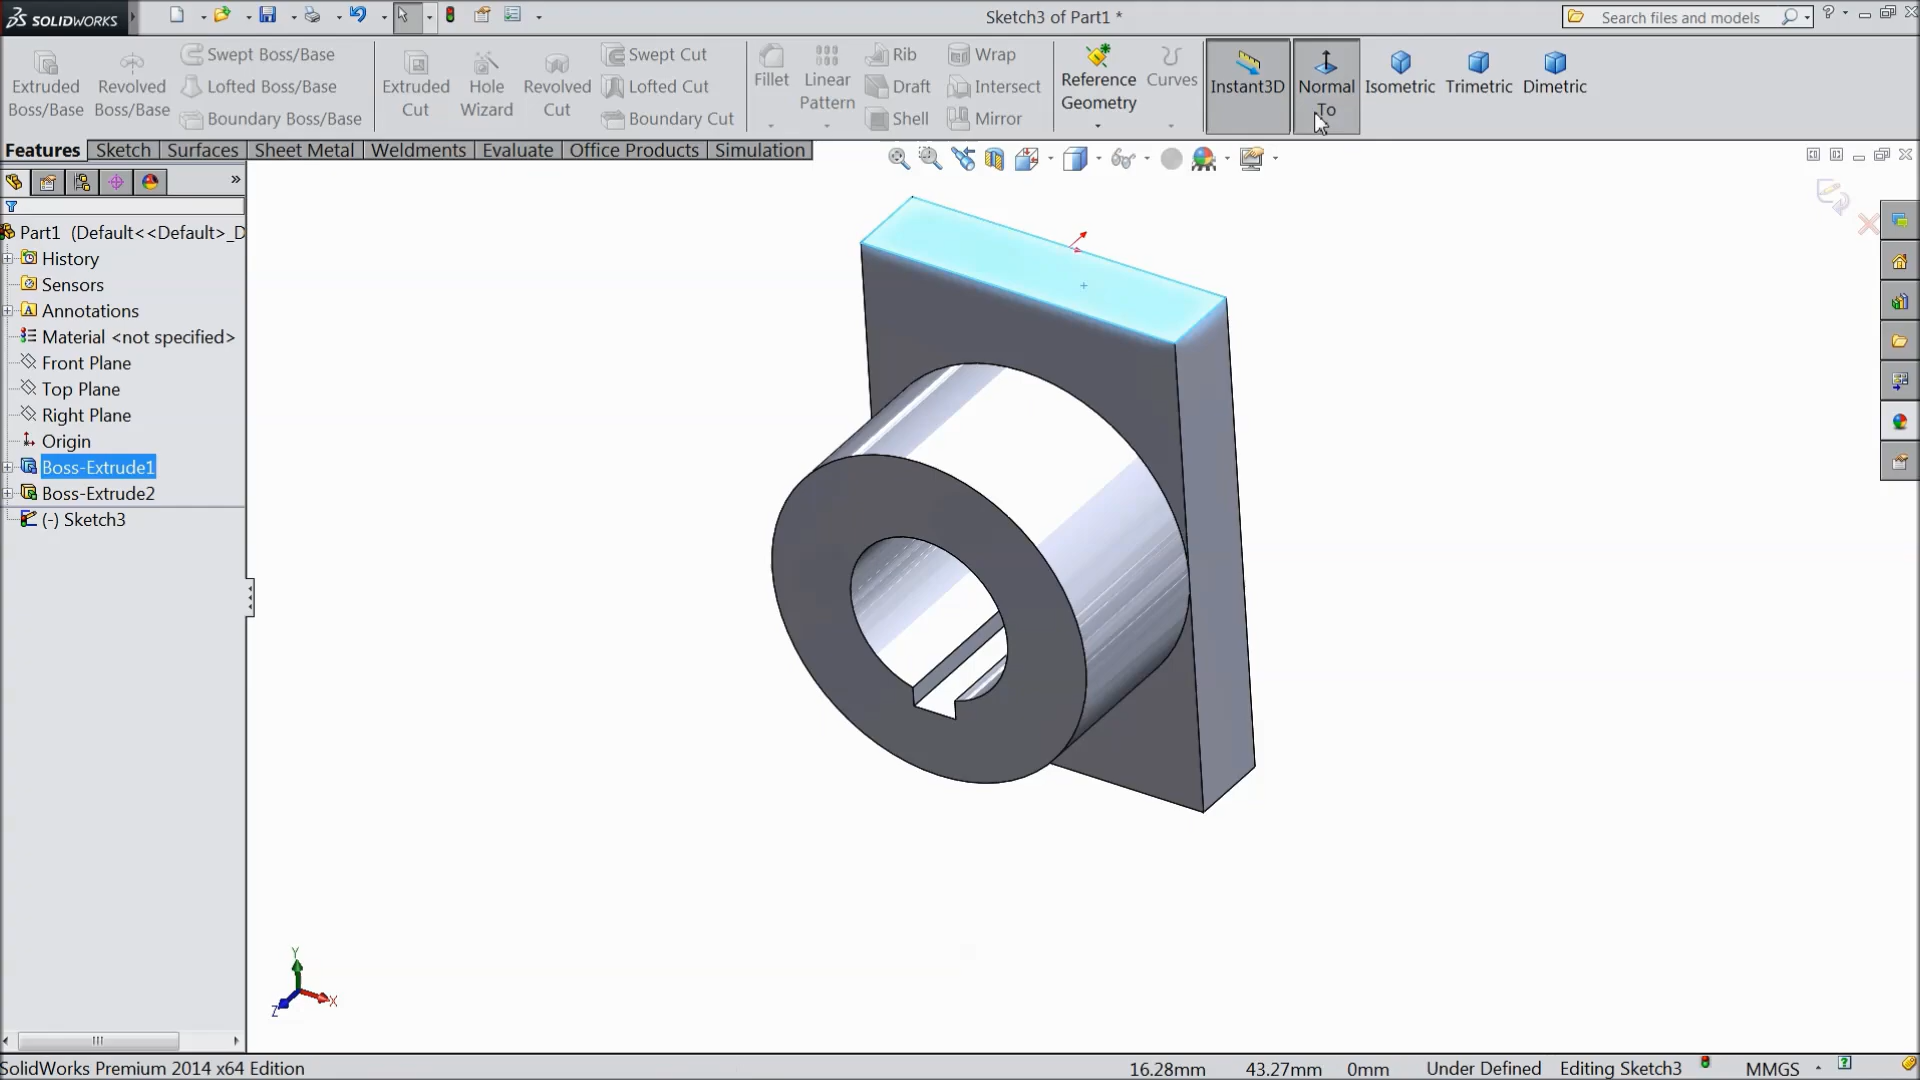 SOLIDWORKS
Sketch3 of Part1 *
Search files and models
Extruded Boss/Base
Revolved Boss/Base
Swept Boss/Base
Lofted Boss/Base
Boundary Boss/Base
Extruded Cut
Hole Wizard
Revolved Cut
Swept Cut
Lofted Cut
Boundary Cut
Fillet
Linear Pattern
Rib
Draft
Shell
Wrap
Intersect
Mirror
Reference Geometry
Curves
Instant3D
Normal To
Isometric
Trimetric
Dimetric
Features
Sketch
Surfaces
Sheet Metal
Weldments
Evaluate
Office Products
Simulation
Part1 (Default<<Default>_D
History
Sensors
Annotations
Material <not specified>
Front Plane
Top Plane
Right Plane
Origin
Boss-Extrude1
Boss-Extrude2
(-) Sketch3
Y
X
Z
SolidWorks Premium 2014 x64 Edition
16.28mm
43.27mm
0mm
Under Defined
Editing Sketch3
MMGS